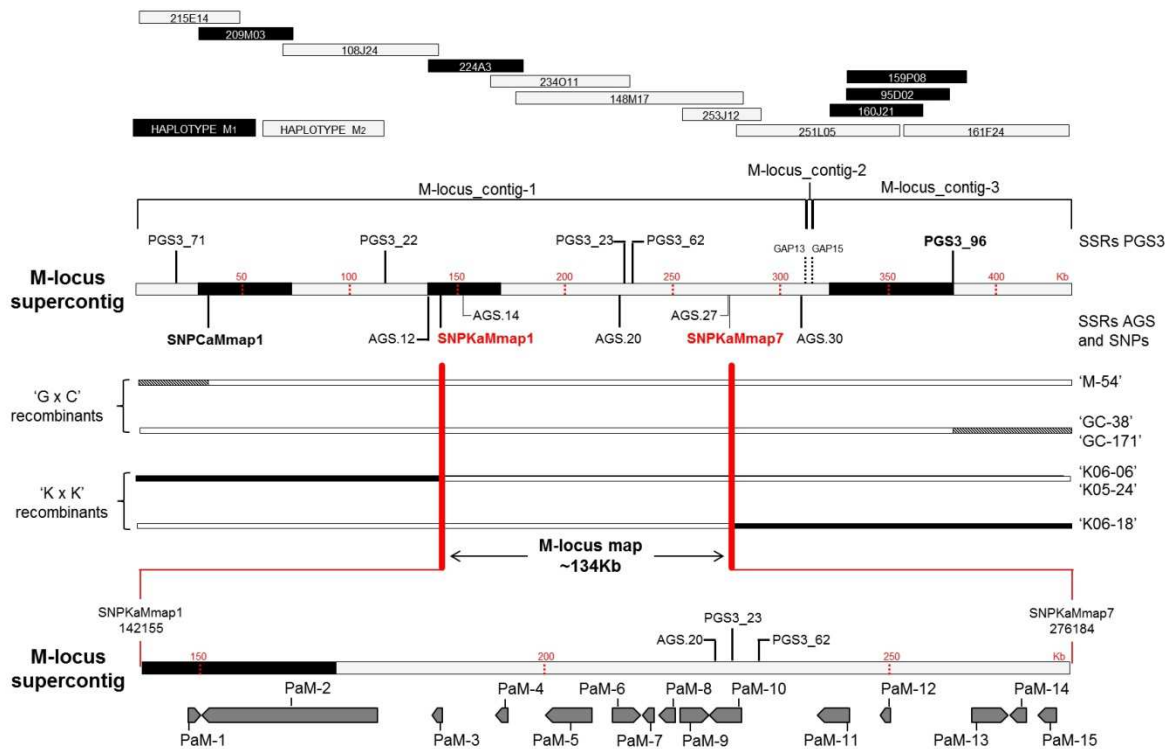 215E14
209M03
108J24
224A3
234O11
148M17
253J12
159P08
95D02
160J21
251L05
161F24
HAPLOTYPE M1
HAPLOTYPE M2
M-locus_contig-1
M-locus_contig-2
M-locus_contig-3
PGS3_71
PGS3_22
PGS3_23
PGS3_62
GAP13
GAP15
PGS3_96
SSRs PGS3
M-locus
supercontig
50
100
150
200
250
300
350
400
Kb
SNPCaMmap1
AGS.12
AGS.14
SNPKaMmap1
AGS.20
AGS.27
SNPKaMmap7
AGS.30
SSRs AGS
and SNPs
‘G x C’
recombinants
‘M-54’
‘GC-38’
‘GC-171’
‘K x K’
recombinants
‘K06-06’
‘K05-24’
‘K06-18’
M-locus map
~134Kb
SNPKaMmap1
142155
SNPKaMmap7
276184
M-locus
supercontig
AGS.20
PGS3_23
PGS3_62
150
200
250
Kb
PaM-2
PaM-4
PaM-6
PaM-8
PaM-10
PaM-12
PaM-14
PaM-1
PaM-3
PaM-5
PaM-7
PaM-9
PaM-11
PaM-13
PaM-15